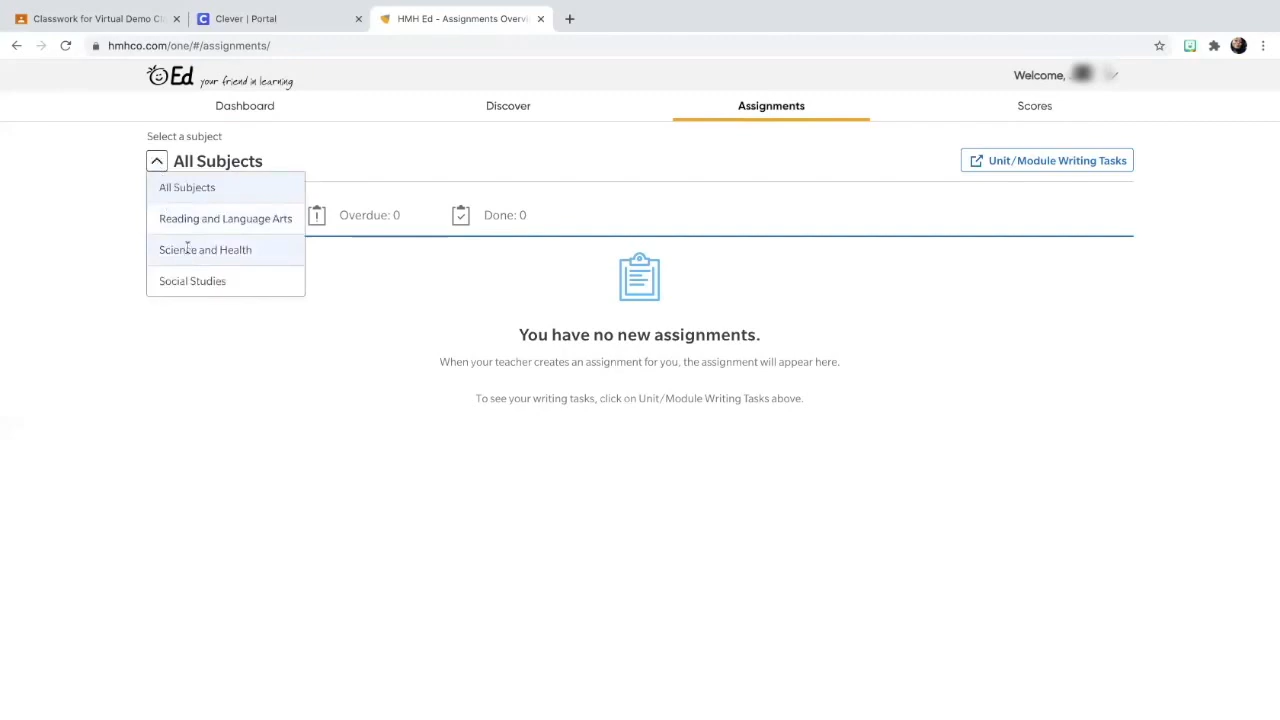 Classwork for Virtual Demo Cl
Clever | Portal
HMH Ed - Assignments Overvi
hmhco.com/one/#/assignments/
Ed your friend in learning
Welcome,
Dashboard
Discover
Assignments
Scores
Select a subject
All Subjects
Unit/Module Writing Tasks
All Subjects
Reading and Language Arts
Overdue: 0
Done: 0
Science and Health
Social Studies
You have no new assignments.
When your teacher creates an assignment for you, the assignment will appear here.
To see your writing tasks, click on Unit/Module Writing Tasks above.